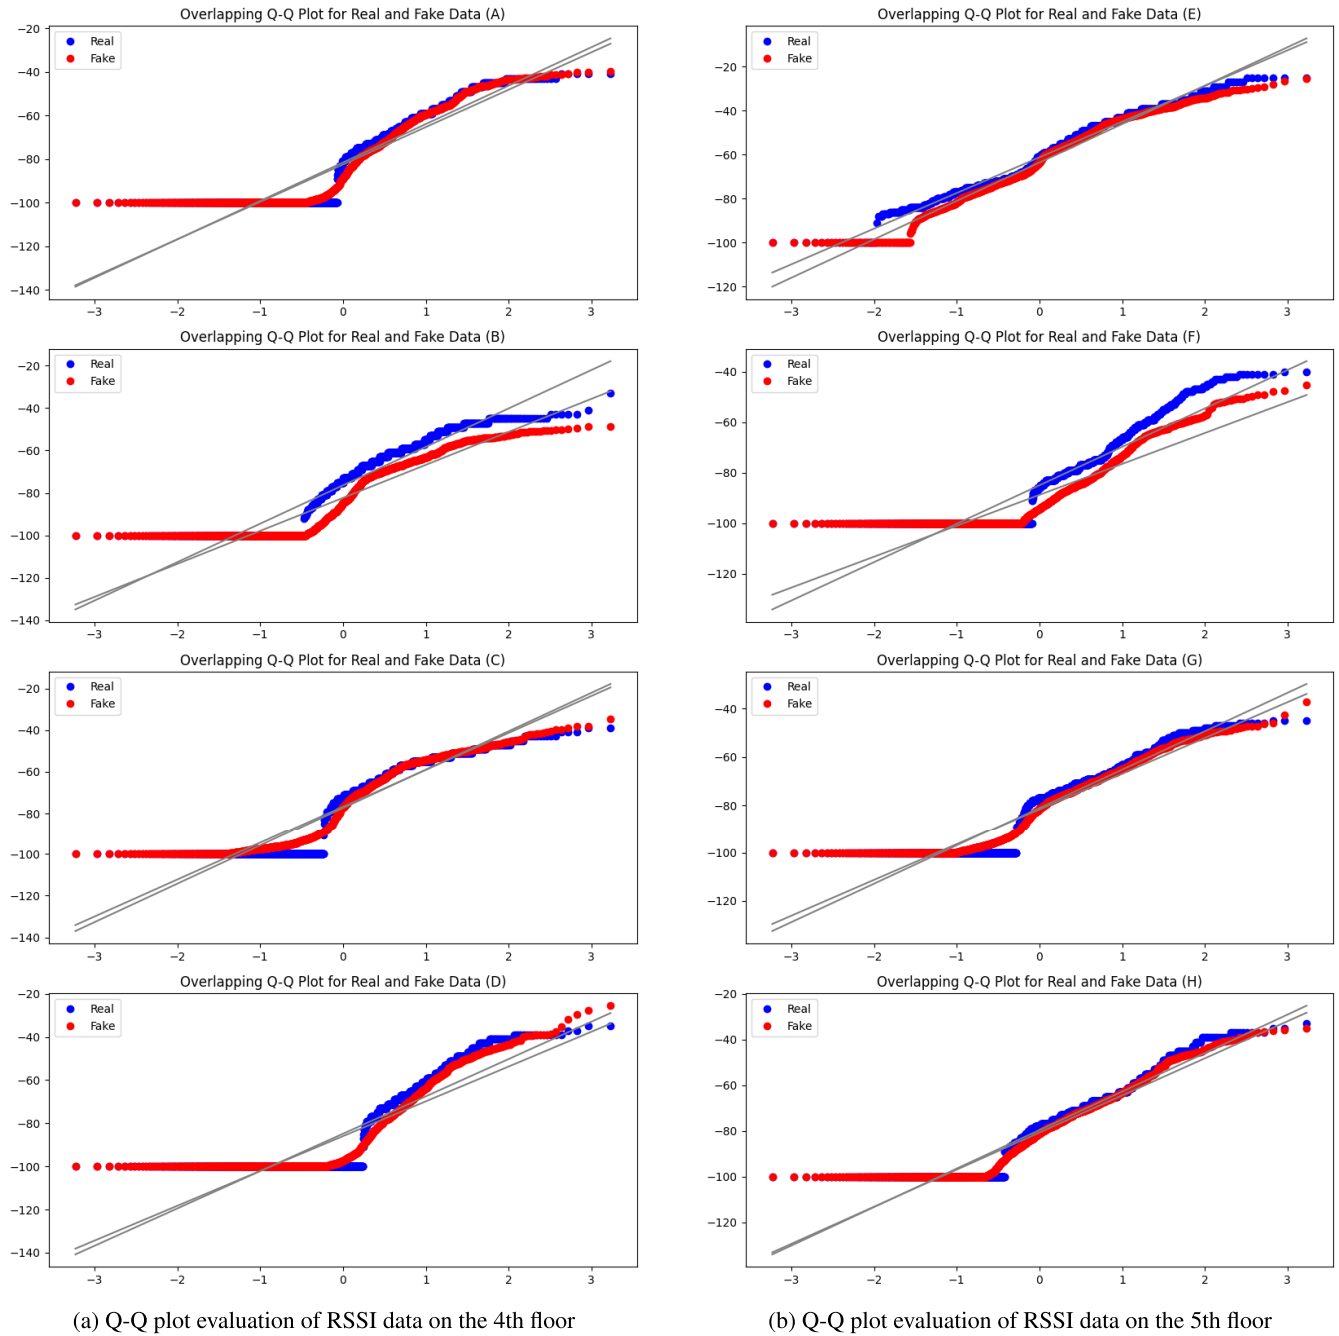 Overlapping Q-Q Plot for Real and Fake Data (A)
Real
Fake
−20
−40
−60
−80
−100
−120
−140
−3 −2 −1 0 1 2 3
Overlapping Q-Q Plot for Real and Fake Data (B)
Real
Fake
−20
−40
−60
−80
−100
−120
−140
−3 −2 −1 0 1 2 3
Overlapping Q-Q Plot for Real and Fake Data (C)
Real
Fake
−20
−40
−60
−80
−100
−120
−140
−3 −2 −1 0 1 2 3
Overlapping Q-Q Plot for Real and Fake Data (D)
Real
Fake
−20
−40
−60
−80
−100
−120
−140
−3 −2 −1 0 1 2 3
(a) Q-Q plot evaluation of RSSI data on the 4th floor
Overlapping Q-Q Plot for Real and Fake Data (E)
Real
Fake
−20
−40
−60
−80
−100
−120
−3 −2 −1 0 1 2 3
Overlapping Q-Q Plot for Real and Fake Data (F)
Real
Fake
−40
−60
−80
−100
−120
−3 −2 −1 0 1 2 3
Overlapping Q-Q Plot for Real and Fake Data (G)
Real
Fake
−40
−60
−80
−100
−120
−3 −2 −1 0 1 2 3
Overlapping Q-Q Plot for Real and Fake Data (H)
Real
Fake
−20
−40
−60
−80
−100
−120
−3 −2 −1 0 1 2 3
(b) Q-Q plot evaluation of RSSI data on the 5th floor